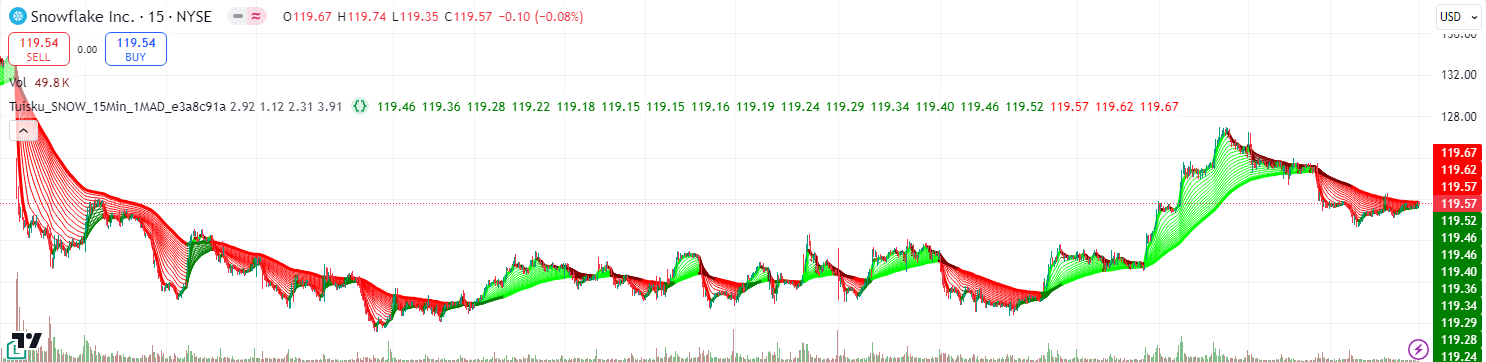 Snowflake Inc. · 15 · NYSE O119.67 H119.74 L119.35 C119.57 −0.10 (−0.08%)
USD
119.54 SELL 0.00 119.54 BUY
Vol 49.8 K
Tuisku_SNOW_15Min_1MAD_e3a8c91a 2.92 1.12 2.31 3.91 119.46 119.36 119.28 119.22 119.18 119.15 119.15 119.16 119.19 119.24 119.29 119.34 119.40 119.46 119.52 119.57 119.62 119.67
136.00
132.00
128.00
119.67
119.62
119.57
119.57
119.52
119.46
119.46
119.40
119.36
119.34
119.29
119.28
119.24
L